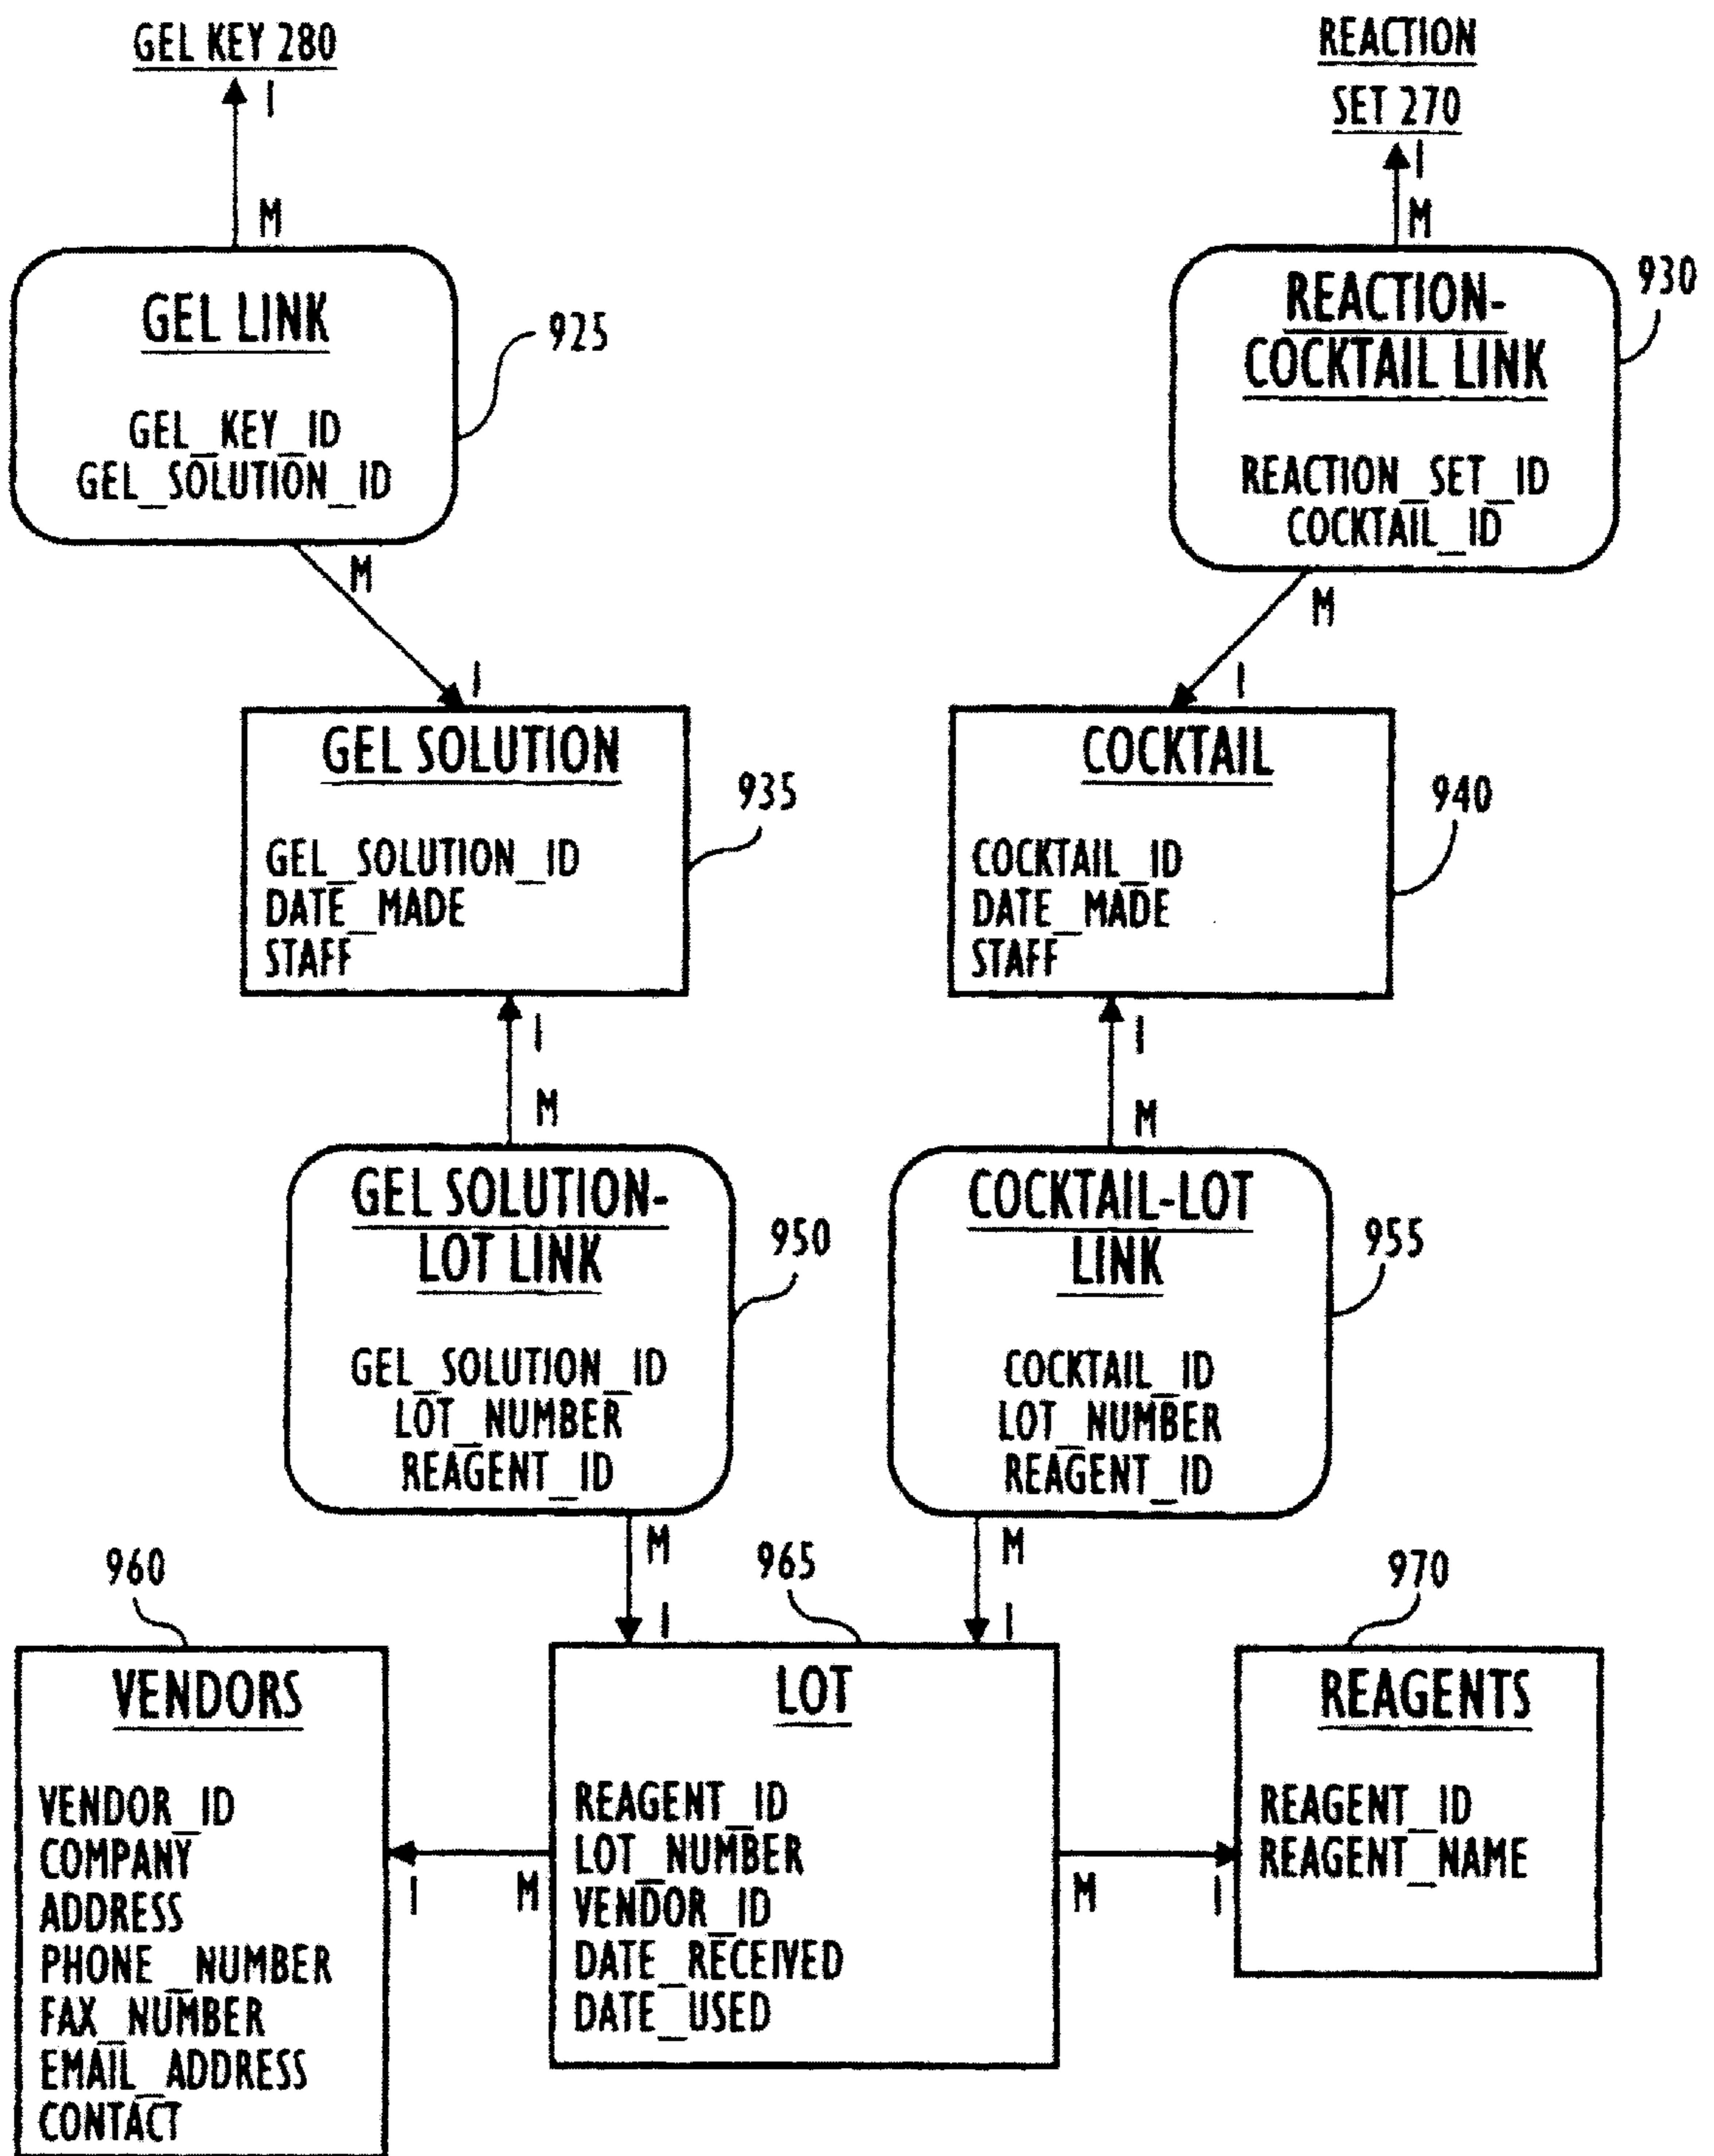 GEL KEY 280
1
M
GEL LINK
GEL_KEY_ID
GEL_SOLUTION_ID
925
M
1
REACTION
SET 270
1
M
REACTION-
COCKTAIL LINK
REACTION_SET_ID
COCKTAIL_ID
930
M
1
GEL SOLUTION
GEL_SOLUTION_ID
DATE_MADE
STAFF
935
1
M
COCKTAIL
COCKTAIL_ID
DATE_MADE
STAFF
940
1
M
GEL SOLUTION-
LOT LINK
GEL_SOLUTION_ID
LOT_NUMBER
REAGENT_ID
950
M
1
COCKTAIL-LOT
LINK
COCKTAIL_ID
LOT_NUMBER
REAGENT_ID
955
M
1
960
VENDORS
VENDOR_ID
COMPANY
ADDRESS
PHONE_NUMBER
FAX_NUMBER
EMAIL_ADDRESS
CONTACT
1
M
965
LOT
REAGENT_ID
LOT_NUMBER
VENDOR_ID
DATE_RECEIVED
DATE_USED
M
1
970
REAGENTS
REAGENT_ID
REAGENT_NAME